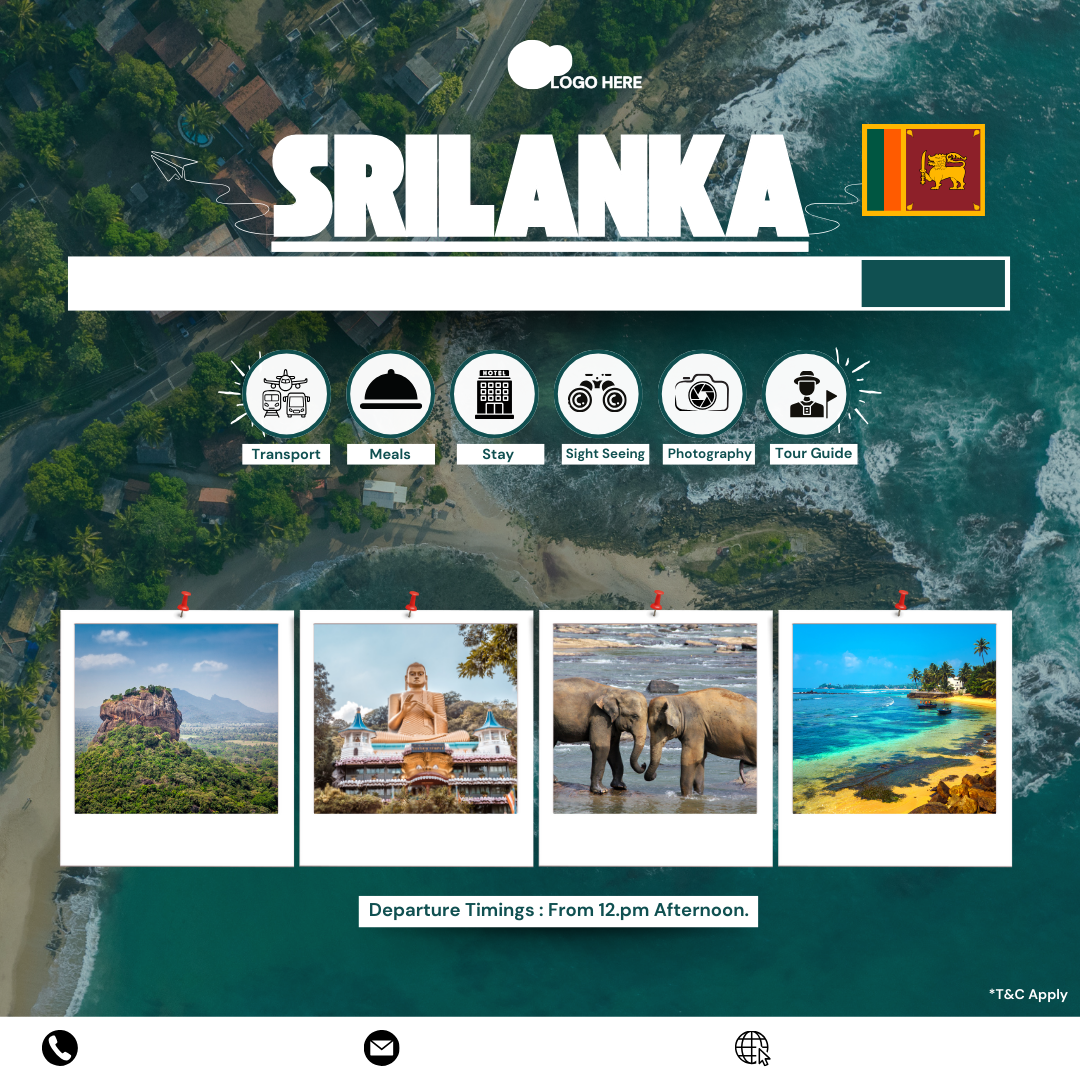 LOGO HERE
SRILANKA
HOTEL
Transport
Meals
Stay
Sight Seeing
Photography
Tour Guide
Departure Timings : From 12.pm Afternoon.
*T&C Apply